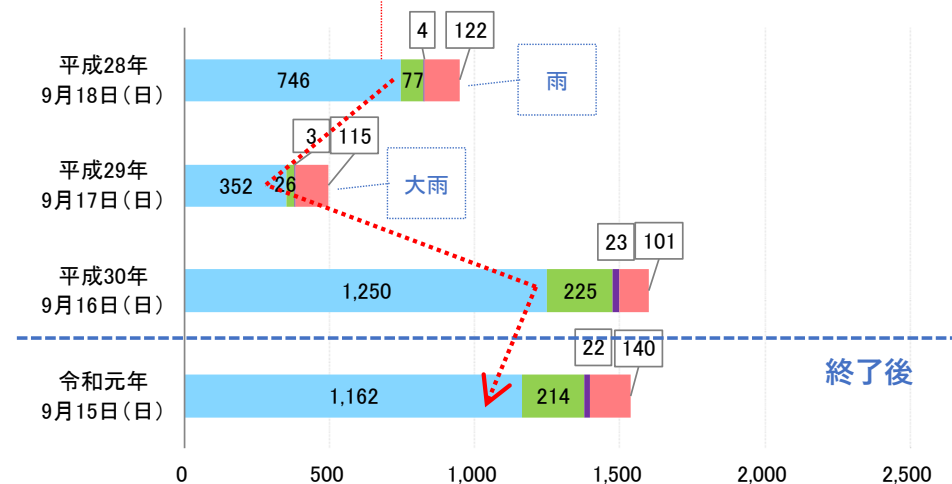 4 122
平成28年
9月18日（日）
746 77
雨
3 115
平成29年
9月17日（日）
352 26
大雨
23 101
平成30年
9月16日（日）
1,250 225
22 140
終了後
令和元年
9月15日（日）
1,162 214
0 500 1,000 1,500 2,000 2,500